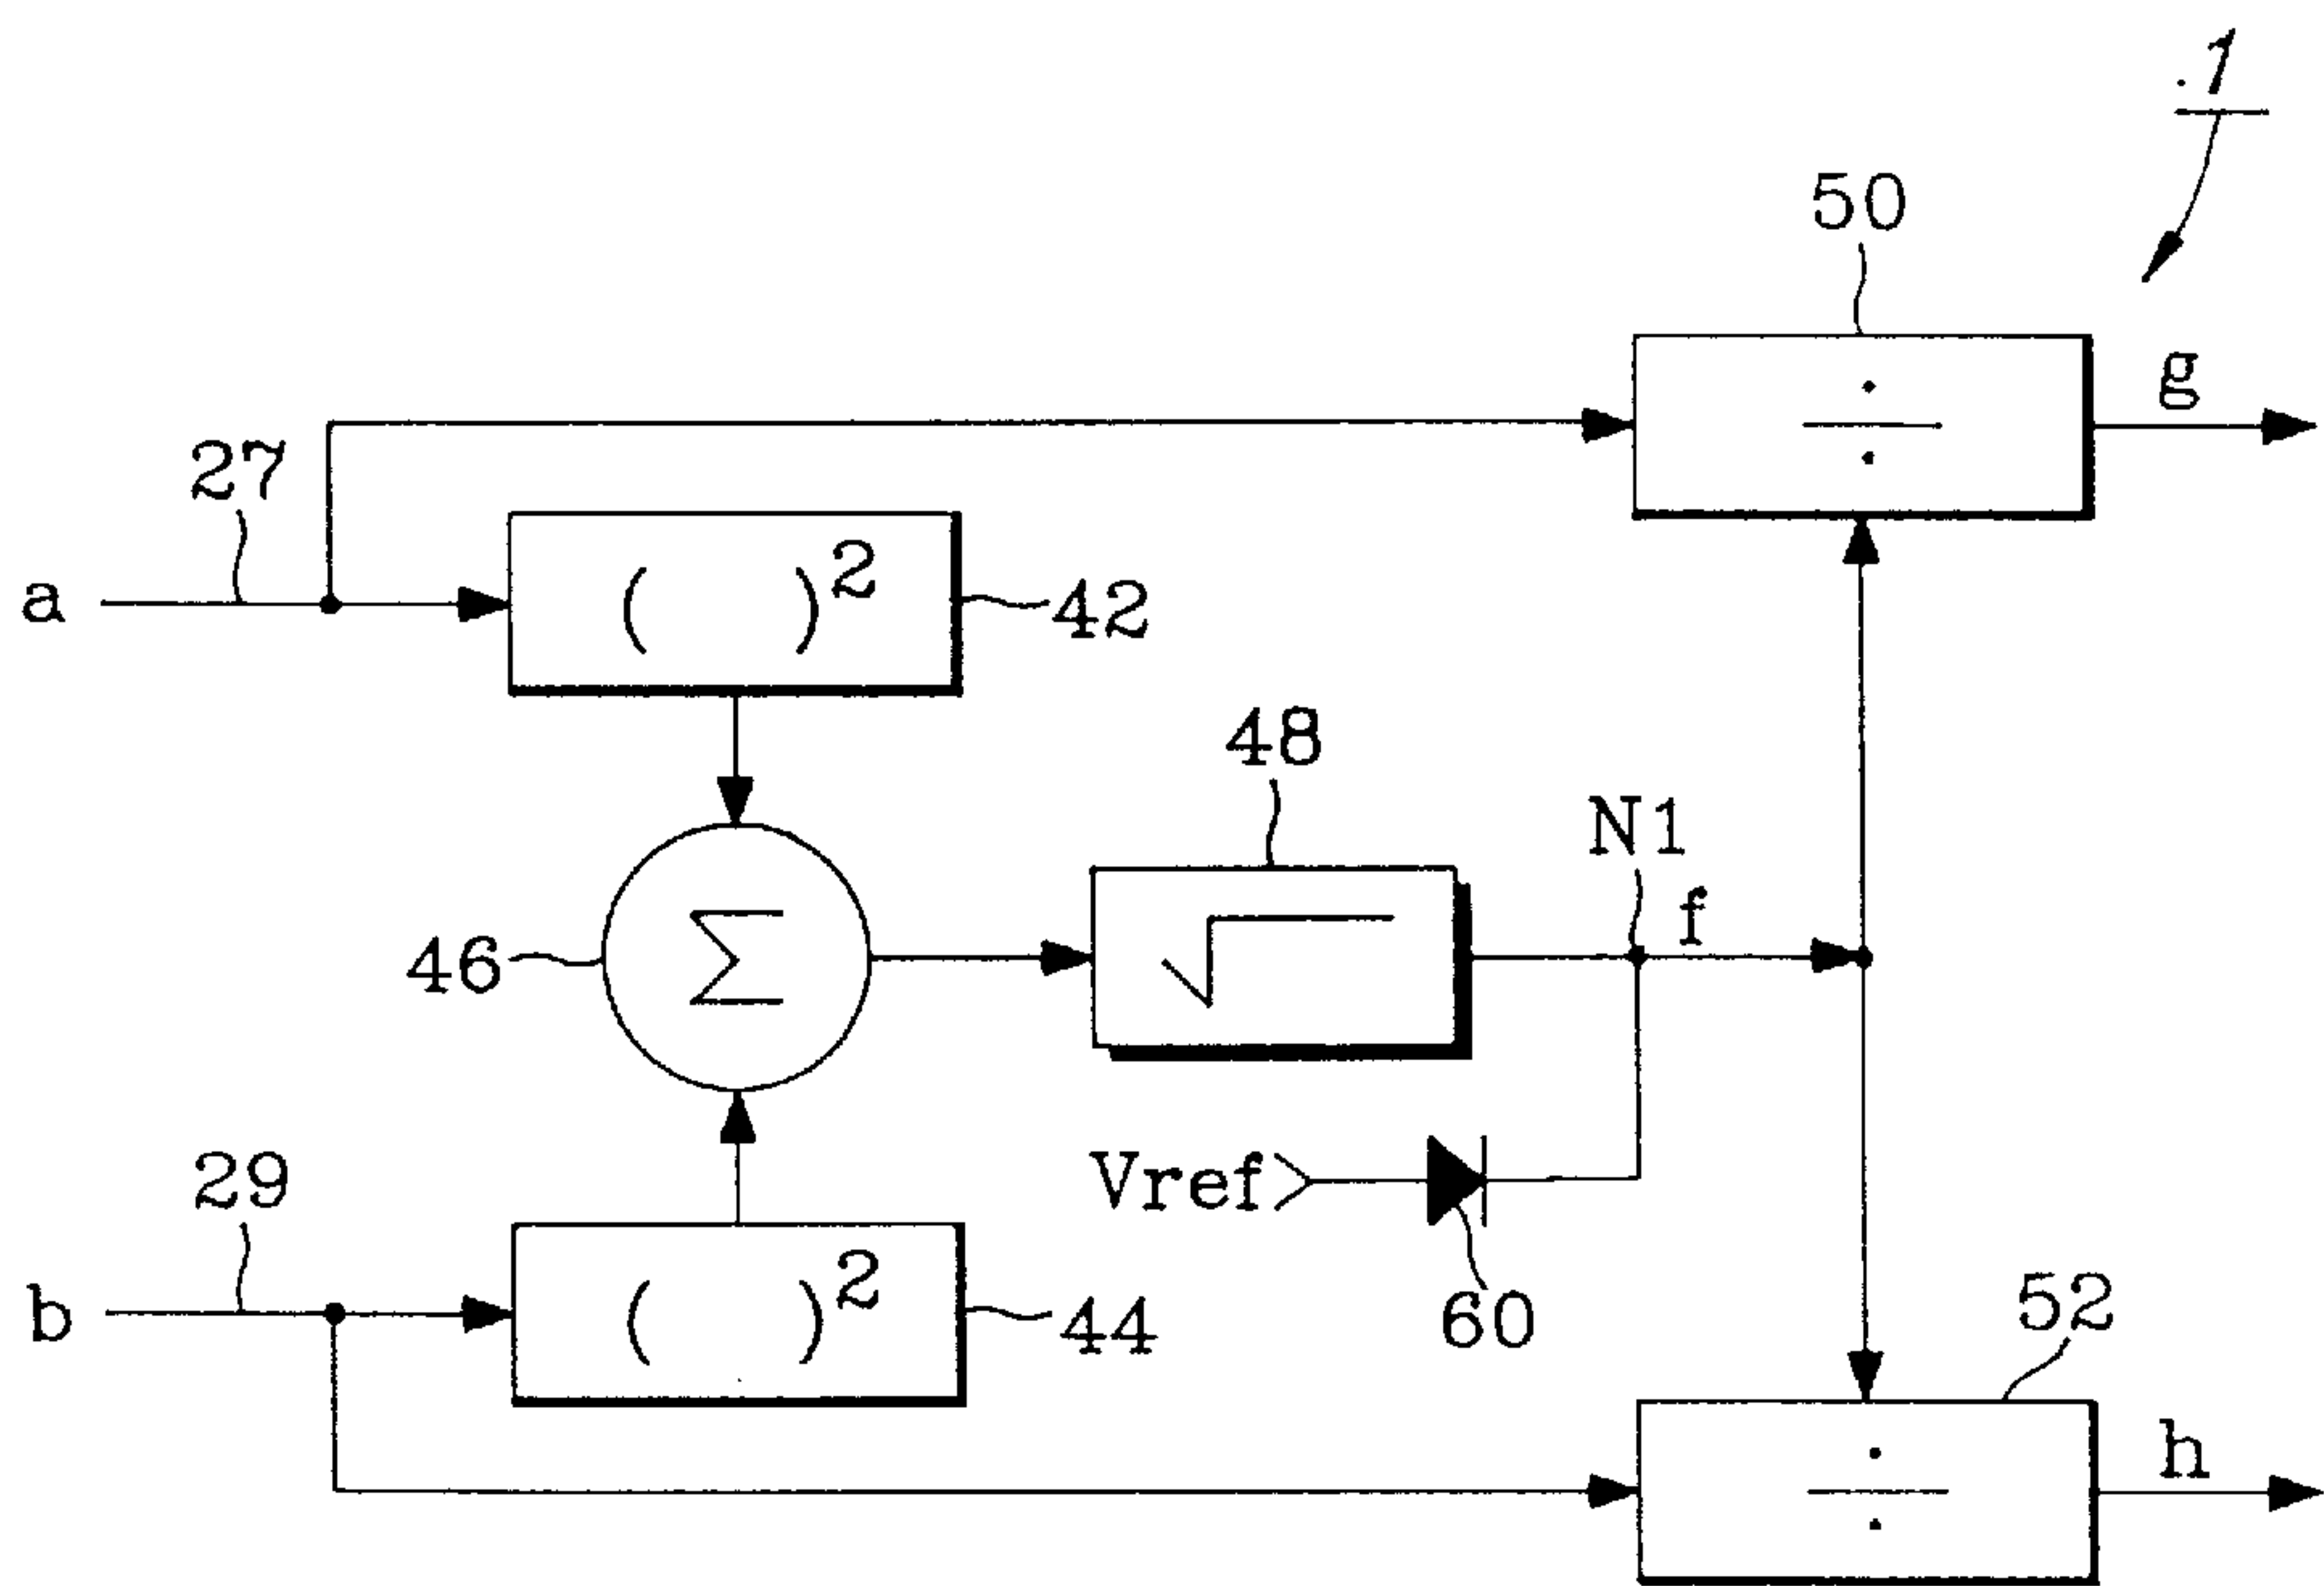 .1
50
g
27
a
( )²
42
48
N1
f
46
Σ
√
Vref
29
60
b
( )²
44
52
÷
÷
h